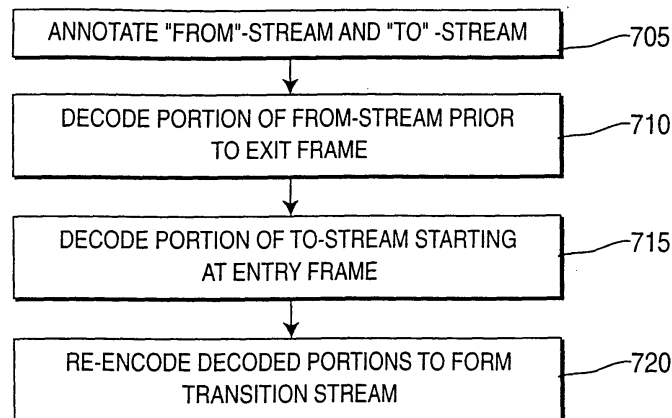 ANNOTATE "FROM"-STREAM AND "TO" -STREAM
705
DECODE PORTION OF FROM-STREAM PRIOR
TO EXIT FRAME
710
DECODE PORTION OF TO-STREAM STARTING
AT ENTRY FRAME
715
RE-ENCODE DECODED PORTIONS TO FORM
TRANSITION STREAM
720